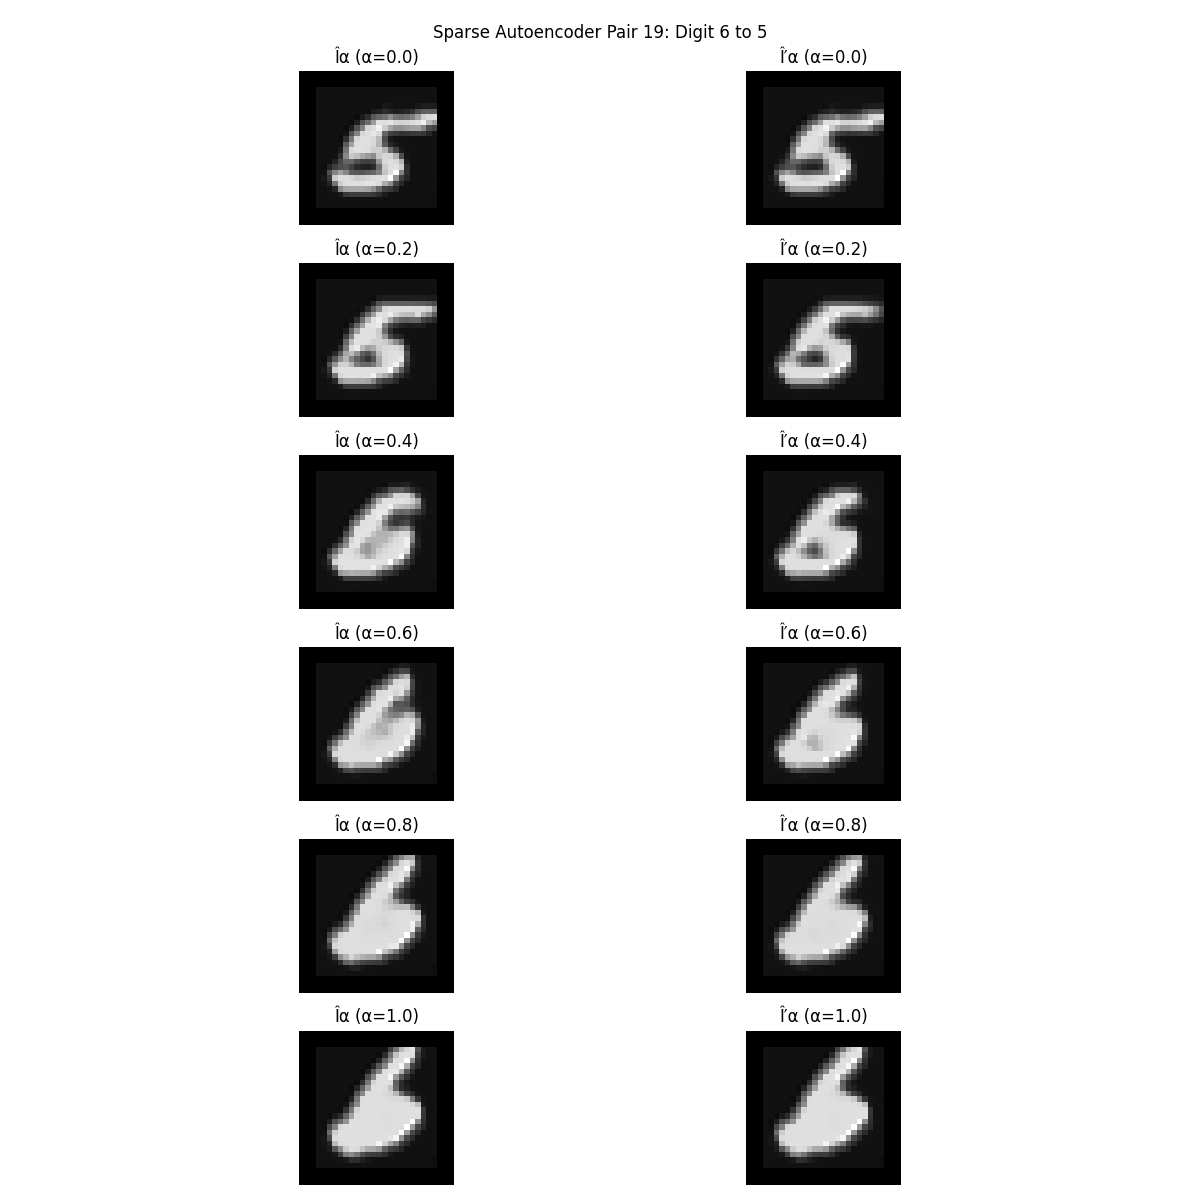 Sparse Autoencoder Pair 19: Digit 6 to 5
Îα (α=0.0) Î′α (α=0.0)
Îα (α=0.2) Î′α (α=0.2)
Îα (α=0.4) Î′α (α=0.4)
Îα (α=0.6) Î′α (α=0.6)
Îα (α=0.8) Î′α (α=0.8)
Îα (α=1.0) Î′α (α=1.0)